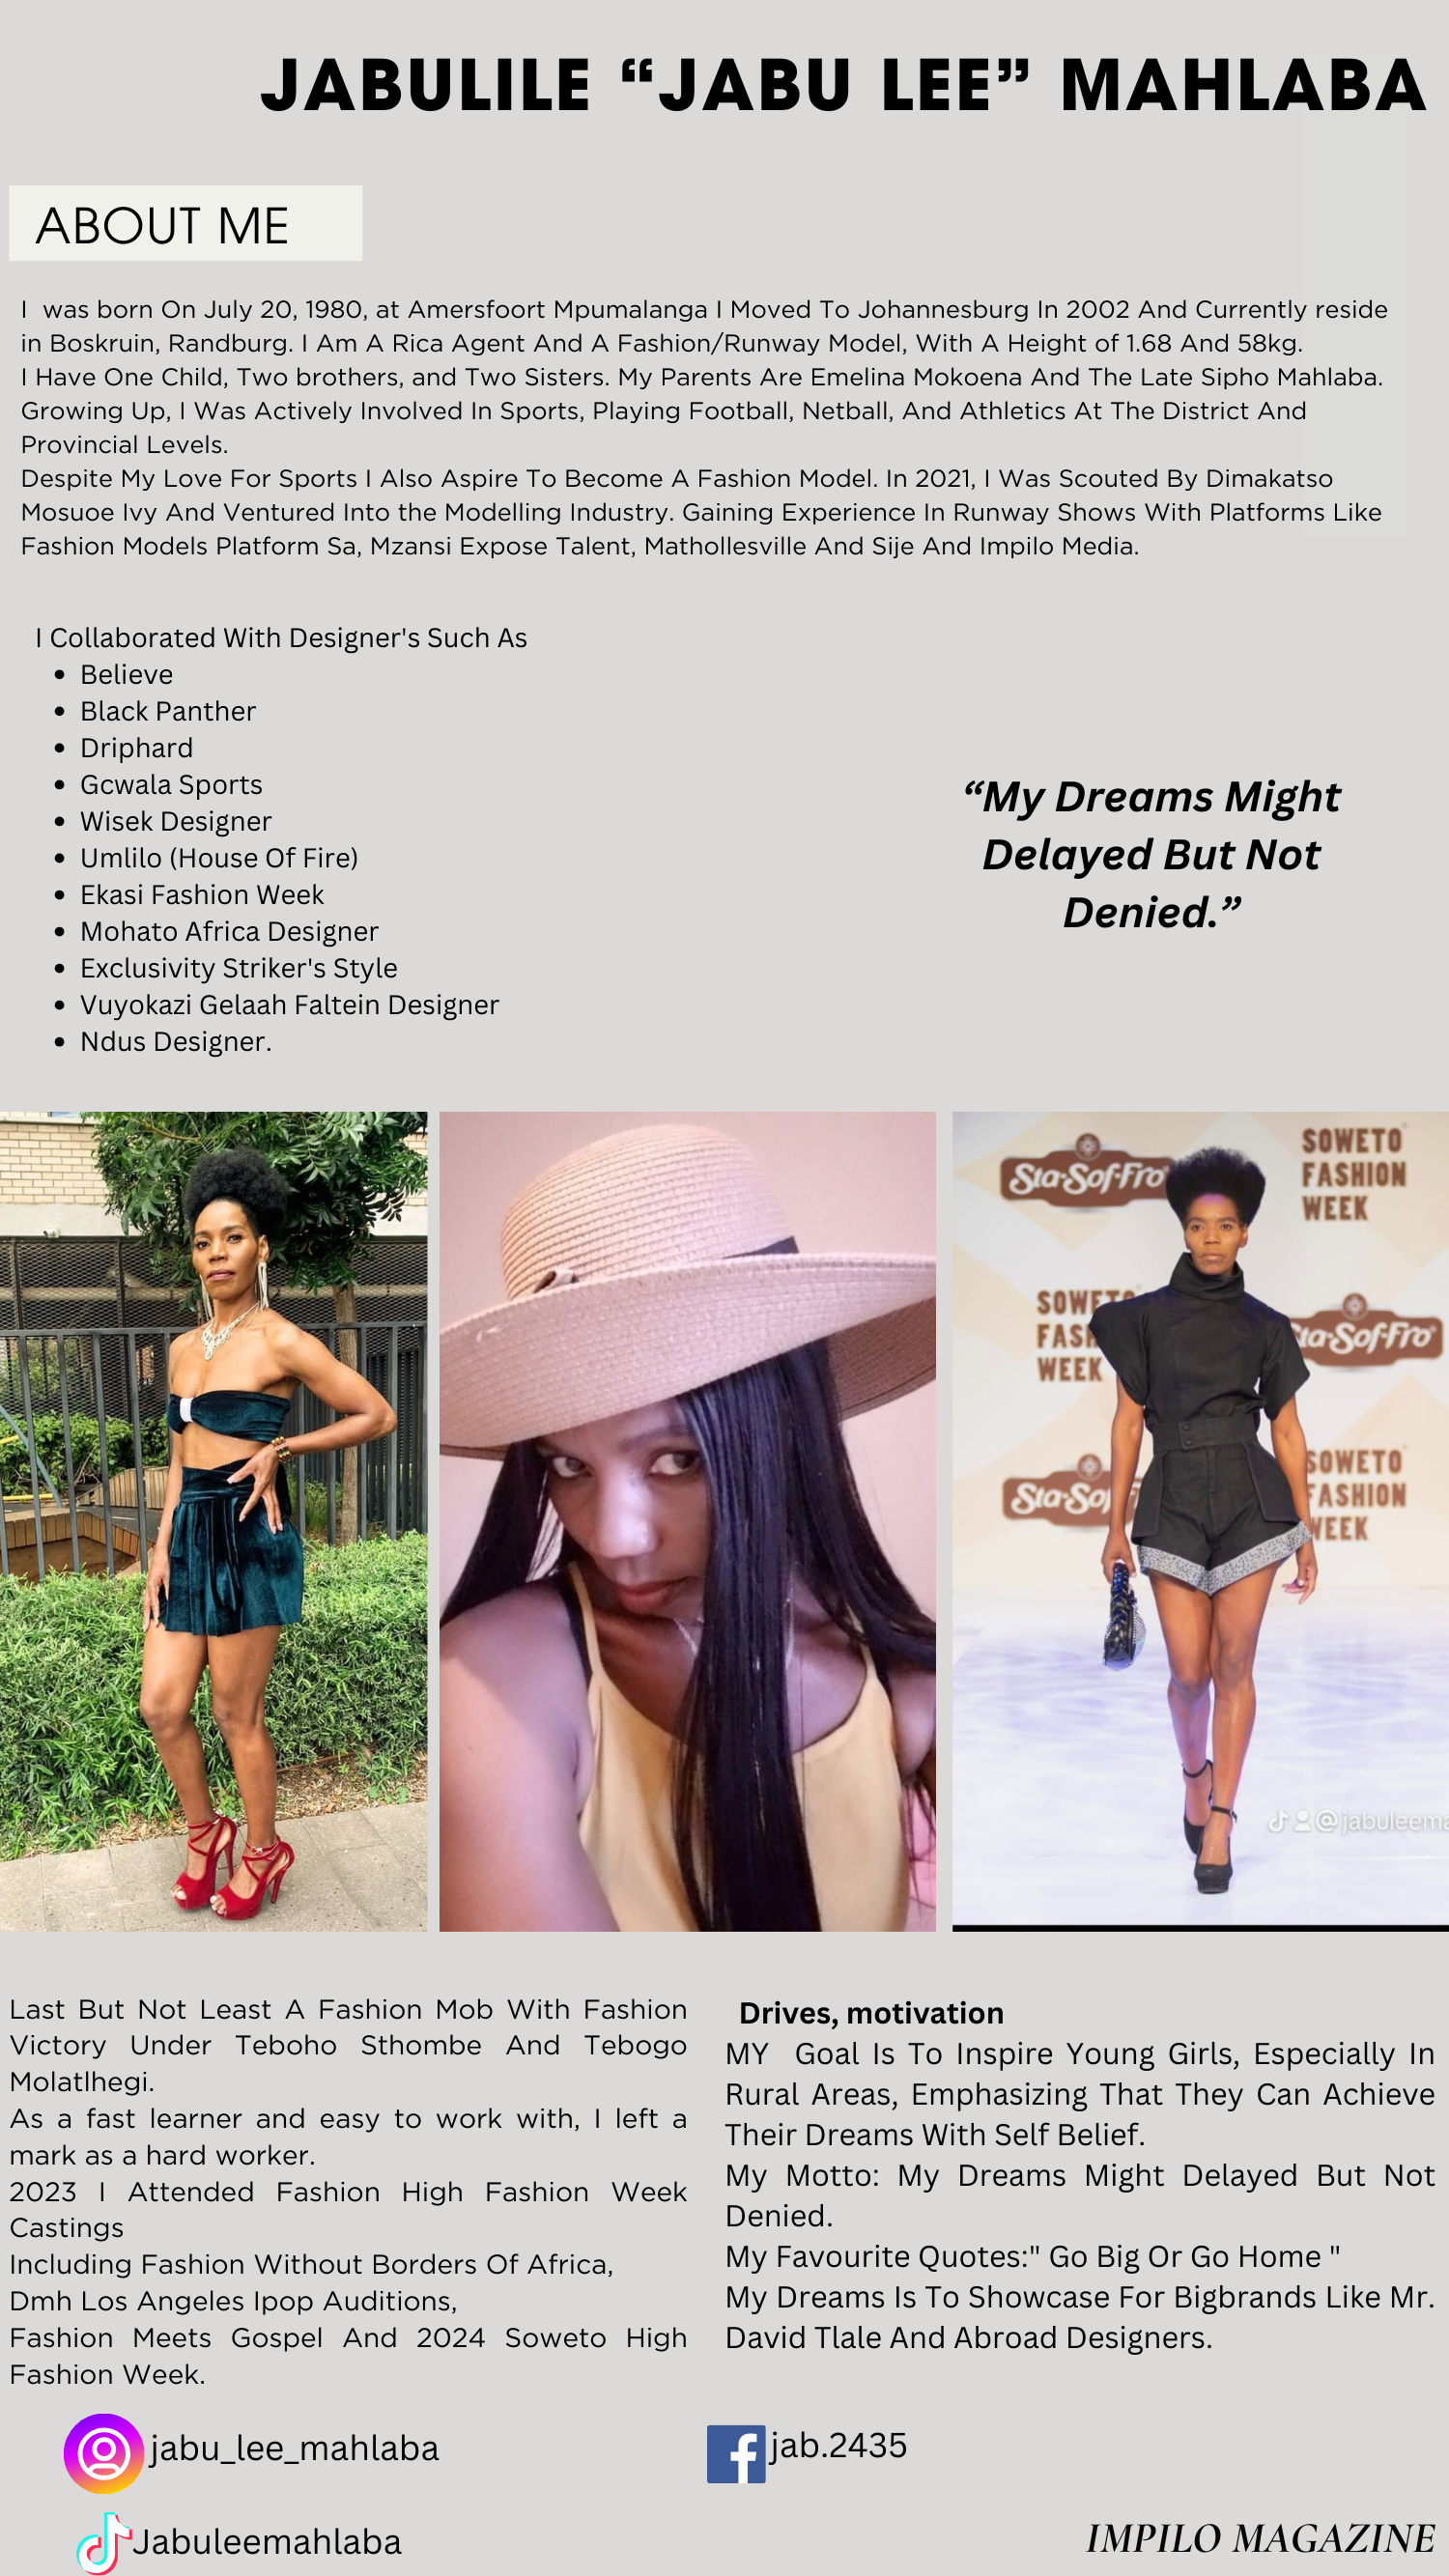 JABULILE “JABU LEE” MAHLABA
ABOUT ME
I was born On July 20, 1980, at Amersfoort Mpumalanga I Moved To Johannesburg In 2002 And Currently reside
in Boskruin, Randburg. I Am A Rica Agent And A Fashion/Runway Model, With A Height of 1.68 And 58kg.
I Have One Child, Two brothers, and Two Sisters. My Parents Are Emelina Mokoena And The Late Sipho Mahlaba.
Growing Up, I Was Actively Involved In Sports, Playing Football, Netball, And Athletics At The District And
Provincial Levels.
Despite My Love For Sports I Also Aspire To Become A Fashion Model. In 2021, I Was Scouted By Dimakatso
Mosuoe Ivy And Ventured Into the Modelling Industry. Gaining Experience In Runway Shows With Platforms Like
Fashion Models Platform Sa, Mzansi Expose Talent, Mathollesville And Sije And Impilo Media.
I Collaborated With Designer's Such As
• Believe
• Black Panther
• Driphard
• Gcwala Sports
• Wisek Designer
• Umlilo (House Of Fire)
• Ekasi Fashion Week
• Mohato Africa Designer
• Exclusivity Striker's Style
• Vuyokazi Gelaah Faltein Designer
• Ndus Designer.
“My Dreams Might
Delayed But Not
Denied.”
Sta-Sof-Fro
SOWETO
FASHION
WEEK
SOWETO
FASH
WEEK
ta-Sof-Fro
Sta-So
SOWETO
FASHION
WEEK
@jabuleema
Last But Not Least A Fashion Mob With Fashion
Victory Under Teboho Sthombe And Tebogo
Molatlhegi.
As a fast learner and easy to work with, I left a
mark as a hard worker.
2023 I Attended Fashion High Fashion Week
Castings
Including Fashion Without Borders Of Africa,
Dmh Los Angeles Ipop Auditions,
Fashion Meets Gospel And 2024 Soweto High
Fashion Week.
Drives, motivation
MY Goal Is To Inspire Young Girls, Especially In
Rural Areas, Emphasizing That They Can Achieve
Their Dreams With Self Belief.
My Motto: My Dreams Might Delayed But Not
Denied.
My Favourite Quotes:" Go Big Or Go Home "
My Dreams Is To Showcase For Bigbrands Like Mr.
David Tlale And Abroad Designers.
jabu_lee_mahlaba
jab.2435
Jabuleemahlaba
IMPILO MAGAZINE